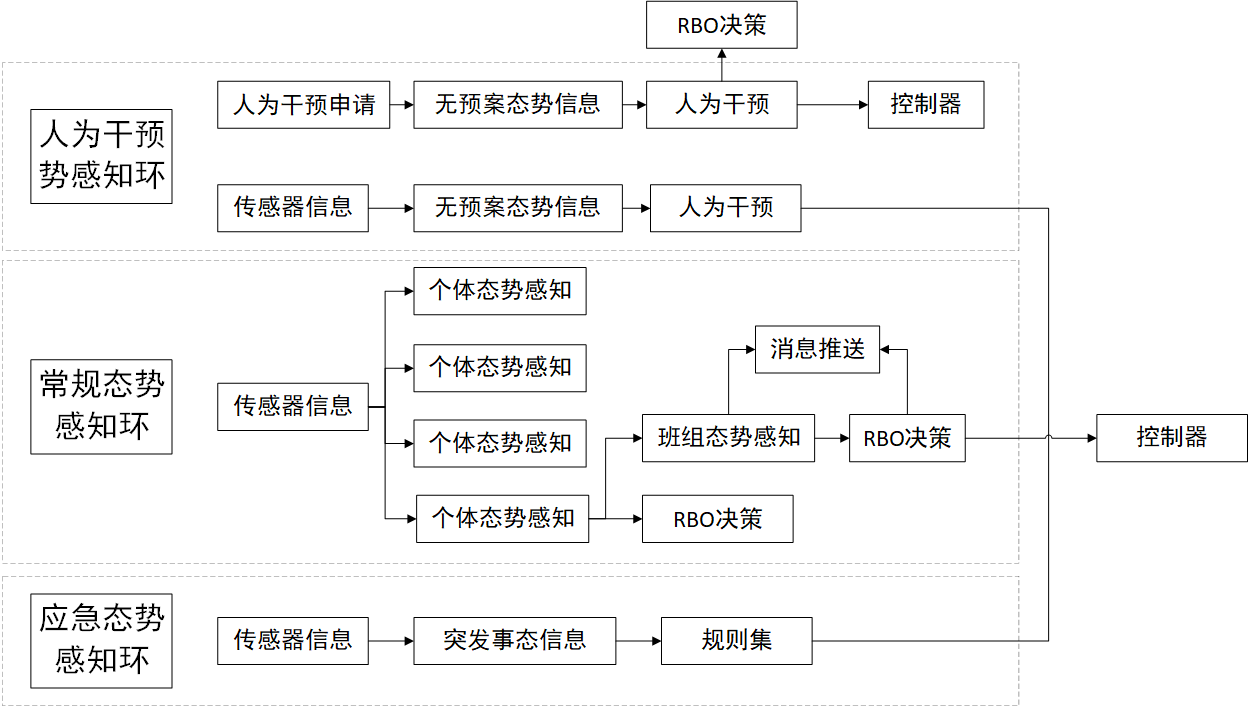 RBO决策
人为干预
势感知环
人为干预申请
无预案态势信息
人为干预
控制器
传感器信息
无预案态势信息
人为干预
常规态势
感知环
传感器信息
个体态势感知
个体态势感知
个体态势感知
个体态势感知
消息推送
班组态势感知
RBO决策
控制器
RBO决策
应急态势
感知环
传感器信息
突发事态信息
规则集